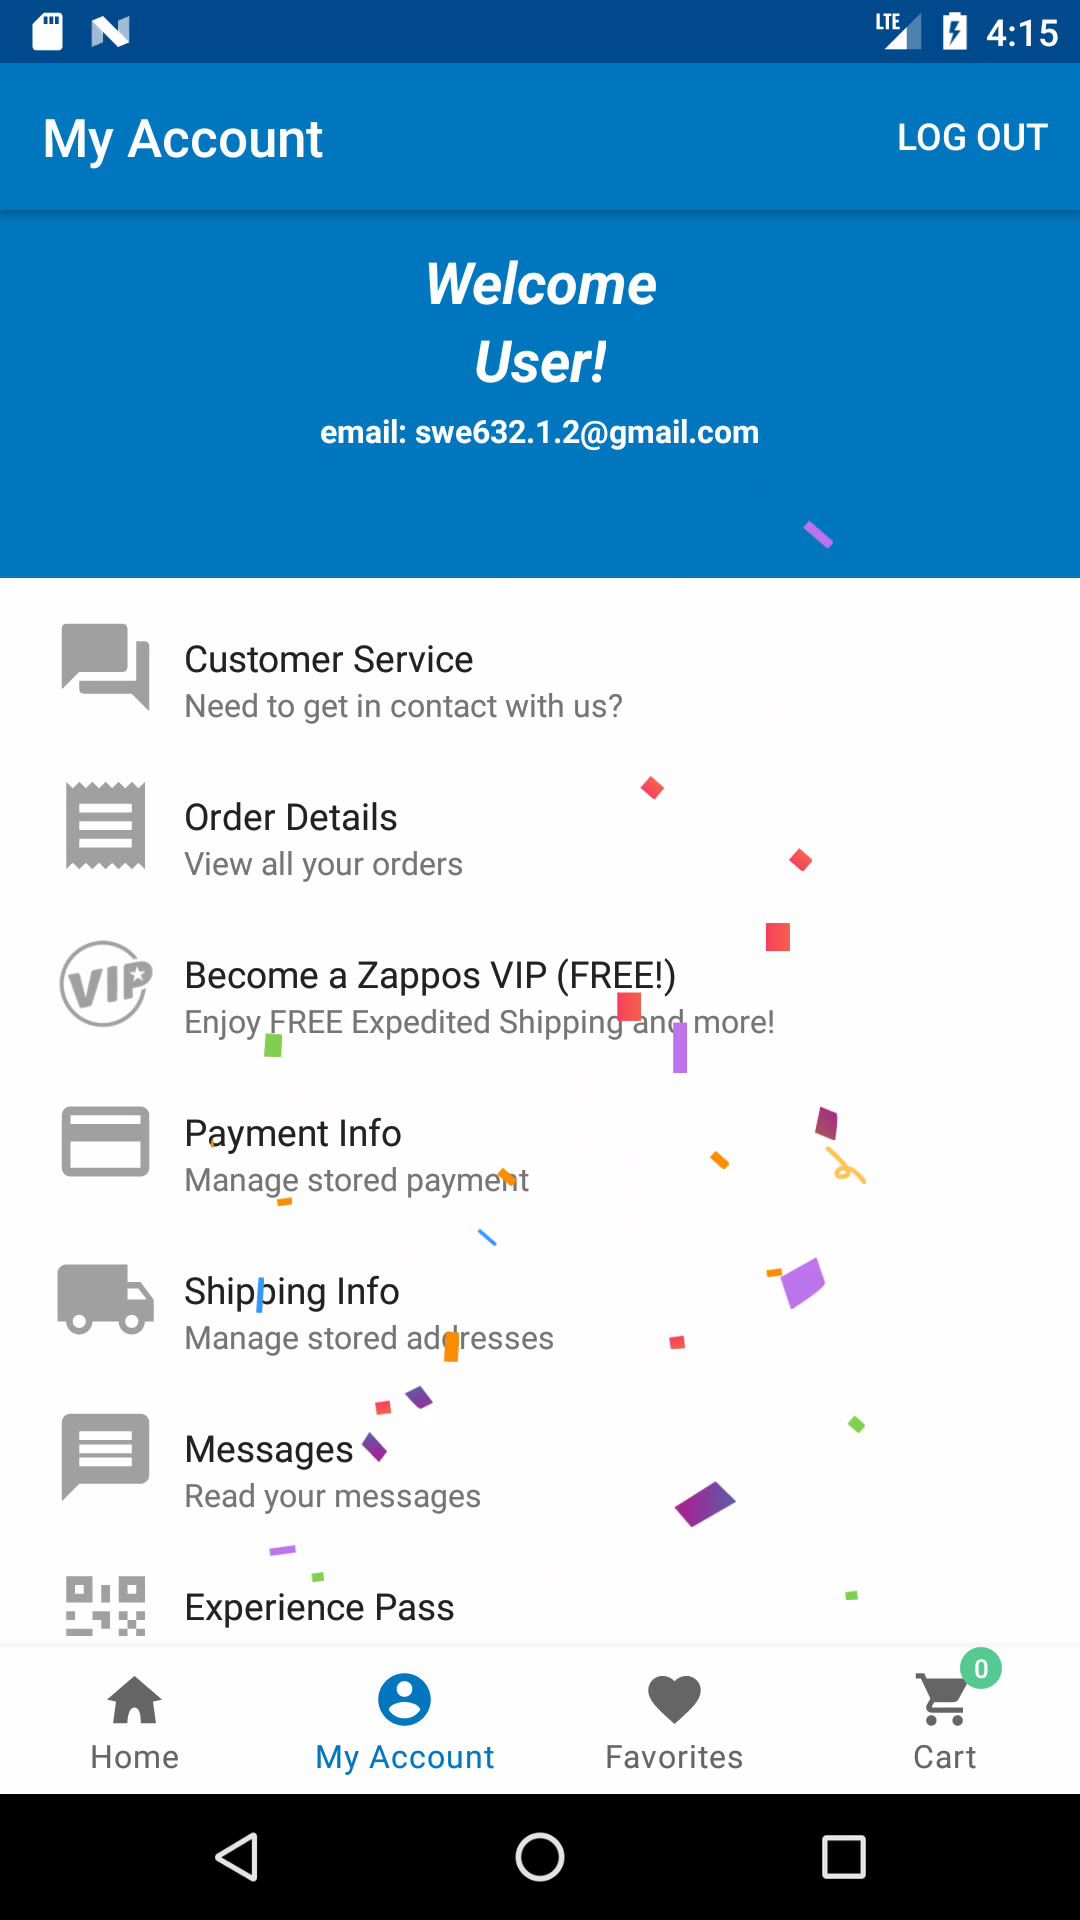 LTE 4:15
My Account LOG OUT
Welcome
User!
email: swe632.1.2@gmail.com
Customer Service
Need to get in contact with us?
Order Details
View all your orders
VIP
Become a Zappos VIP (FREE!)
Enjoy FREE Expedited Shipping and more!
Payment Info
Manage stored payment
Shipping Info
Manage stored addresses
Messages
Read your messages
Experience Pass
0
Home My Account Favorites Cart